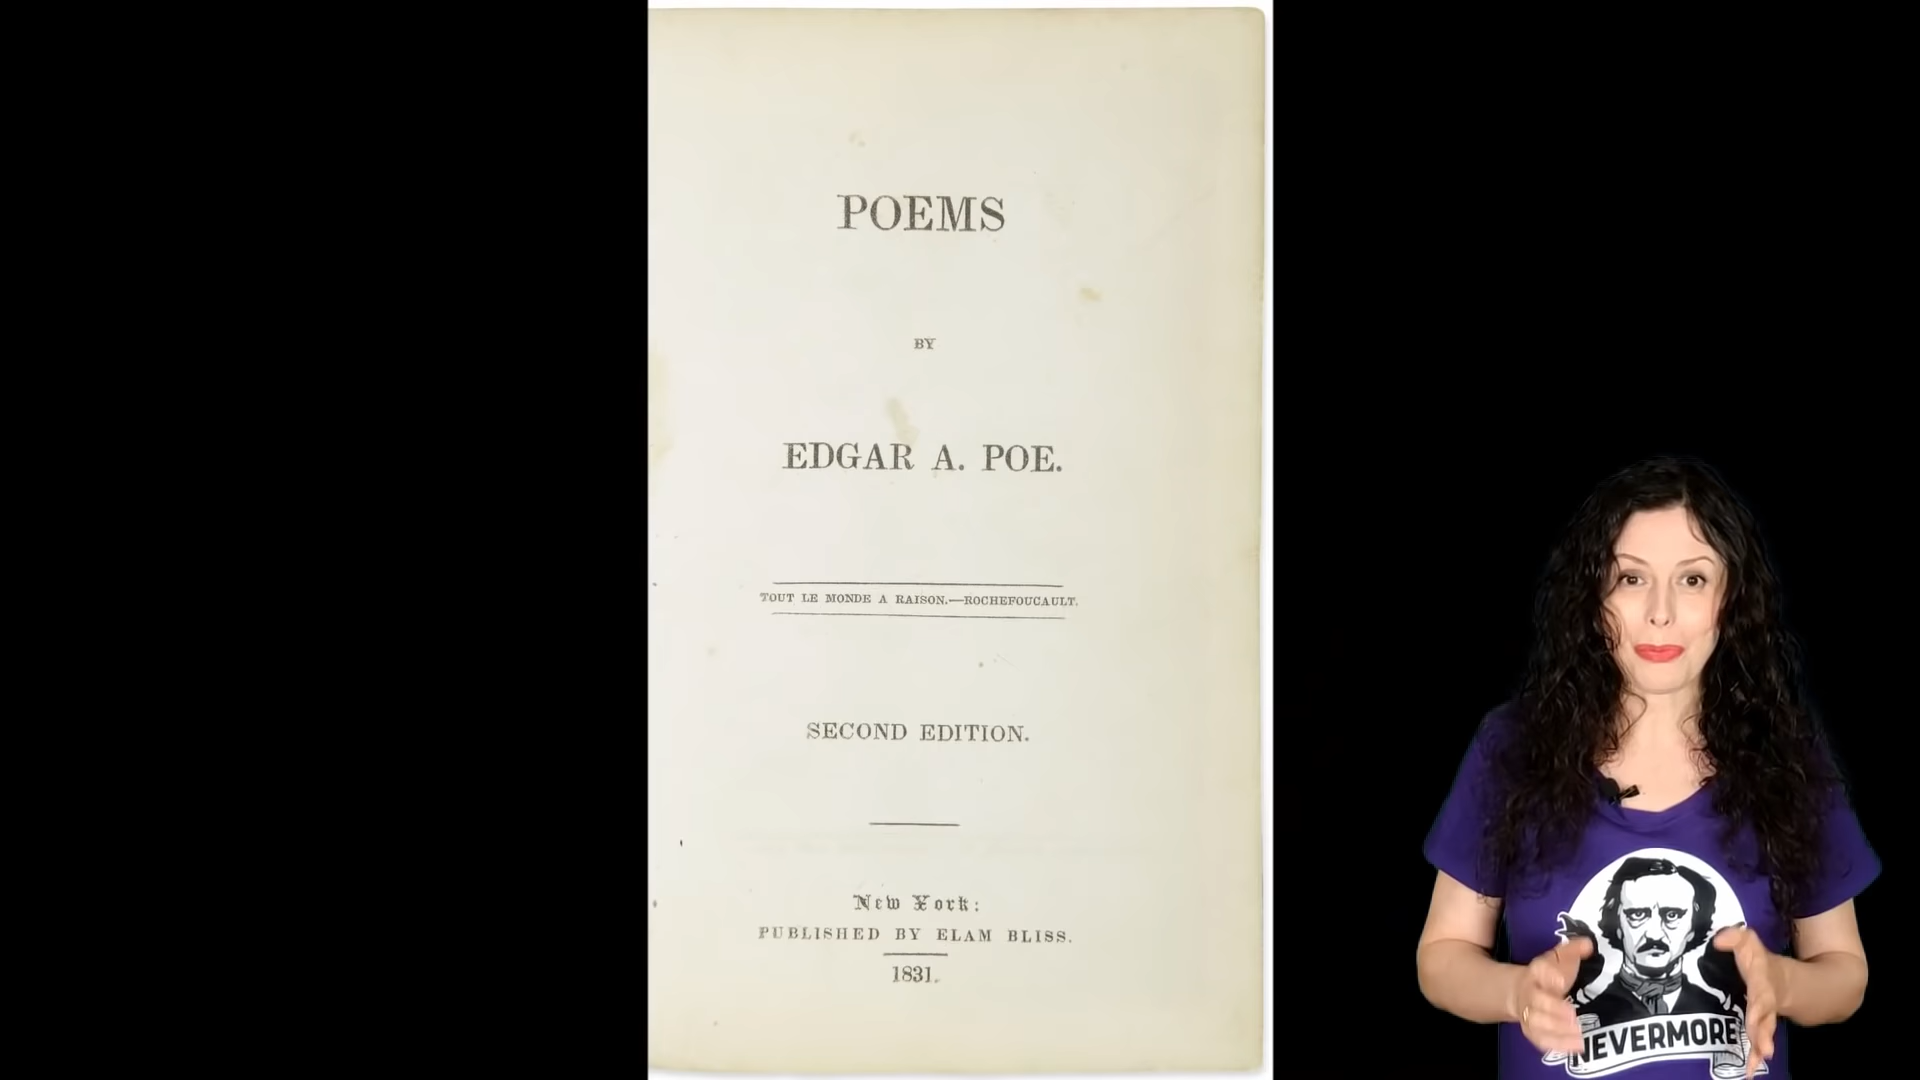 POEMS
BY
EDGAR A. POE.
TOUT LE MONDE A RAISON.—ROCHEFOUCAULT.
SECOND EDITION.
New York:
PUBLISHED BY ELAM BLISS.
1831.
NEVERMORE